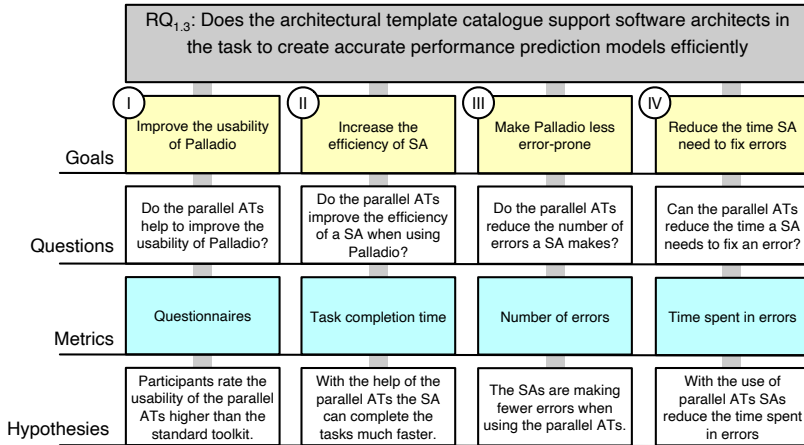 RQ1.3: Does the architectural template catalogue support software architects in
the task to create accurate performance prediction models efficiently
I
II
III
IV
Goals
Improve the usability
of Palladio
Increase the
efficiency of SA
Make Palladio less
error-prone
Reduce the time SA
need to fix errors
Questions
Do the parallel ATs
help to improve the
usability of Palladio?
Do the parallel ATs
improve the efficiency
of a SA when using
Palladio?
Do the parallel ATs
reduce the number of
errors a SA makes?
Can the parallel ATs
reduce the time a SA
needs to fix an error?
Metrics
Questionnaires
Task completion time
Number of errors
Time spent in errors
Hypothesies
Participants rate the
usability of the parallel
ATs higher than the
standard toolkit.
With the help of the
parallel ATs the SA
can complete the
tasks much faster.
The SAs are making
fewer errors when
using the parallel ATs.
With the use of
parallel ATs SAs
reduce the time spent
in errors